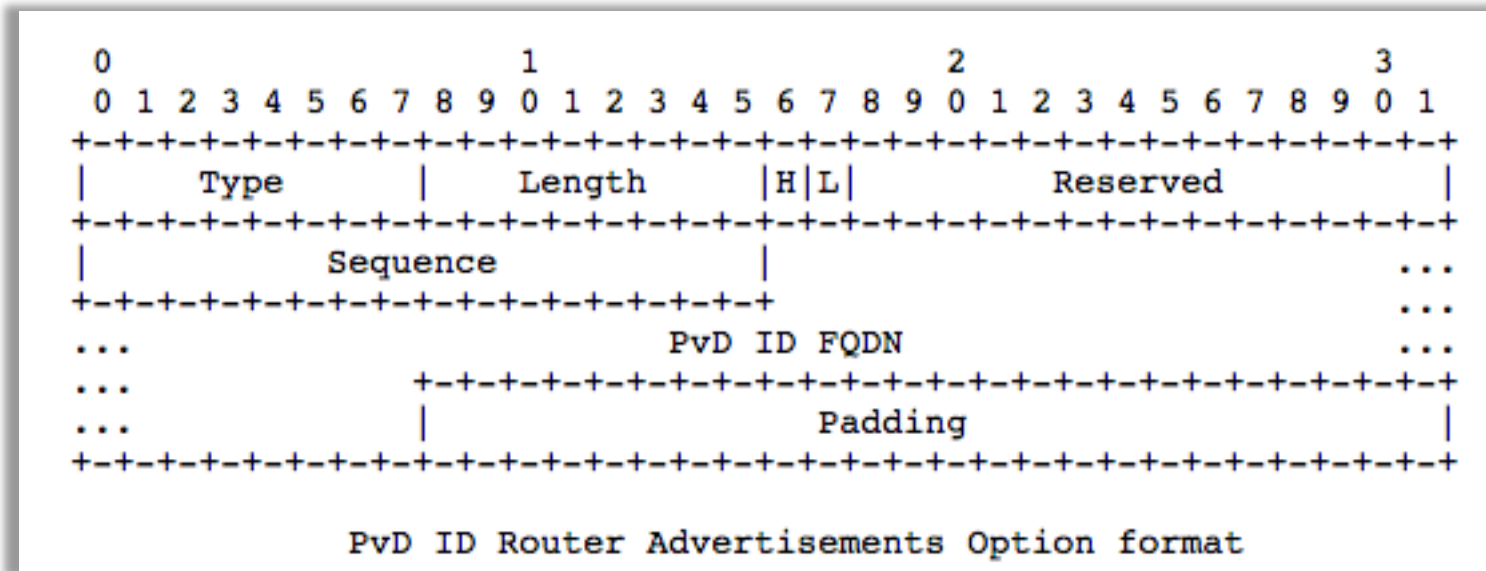 0                   1                   2                   3
 0 1 2 3 4 5 6 7 8 9 0 1 2 3 4 5 6 7 8 9 0 1 2 3 4 5 6 7 8 9 0 1
+-+-+-+-+-+-+-+-+-+-+-+-+-+-+-+-+-+-+-+-+-+-+-+-+-+-+-+-+-+-+-+-+
|     Type      |    Length     |H|L|         Reserved          |
+-+-+-+-+-+-+-+-+-+-+-+-+-+-+-+-+-+-+-+-+-+-+-+-+-+-+-+-+-+-+-+-+
|           Sequence            |                             ...
+-+-+-+-+-+-+-+-+-+-+-+-+-+-+-+-+                             ...
...                         PvD ID FQDN                       ...
...             +-+-+-+-+-+-+-+-+-+-+-+-+-+-+-+-+-+-+-+-+-+-+-+-+
...             |                  Padding                      |
+-+-+-+-+-+-+-+-+-+-+-+-+-+-+-+-+-+-+-+-+-+-+-+-+-+-+-+-+-+-+-+-+
PvD ID Router Advertisements Option format